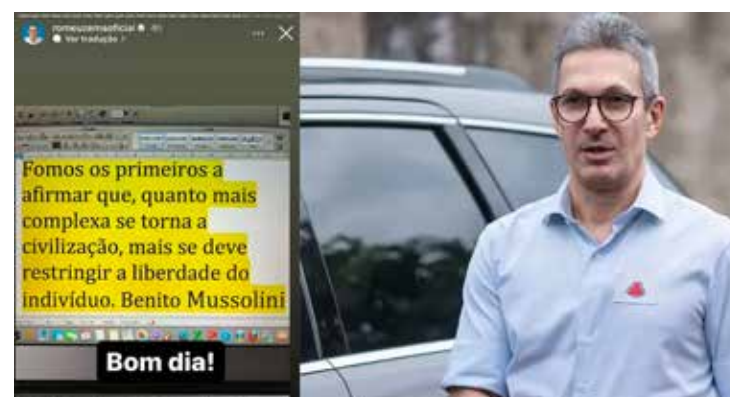 romeuzemaoficial
Ver tradução
Fomos os primeiros a
afirmar que, quanto mais
complexa se torna a
civilização, mais se deve
restringir a liberdade do
indivíduo. Benito Mussolini
Bom dia!